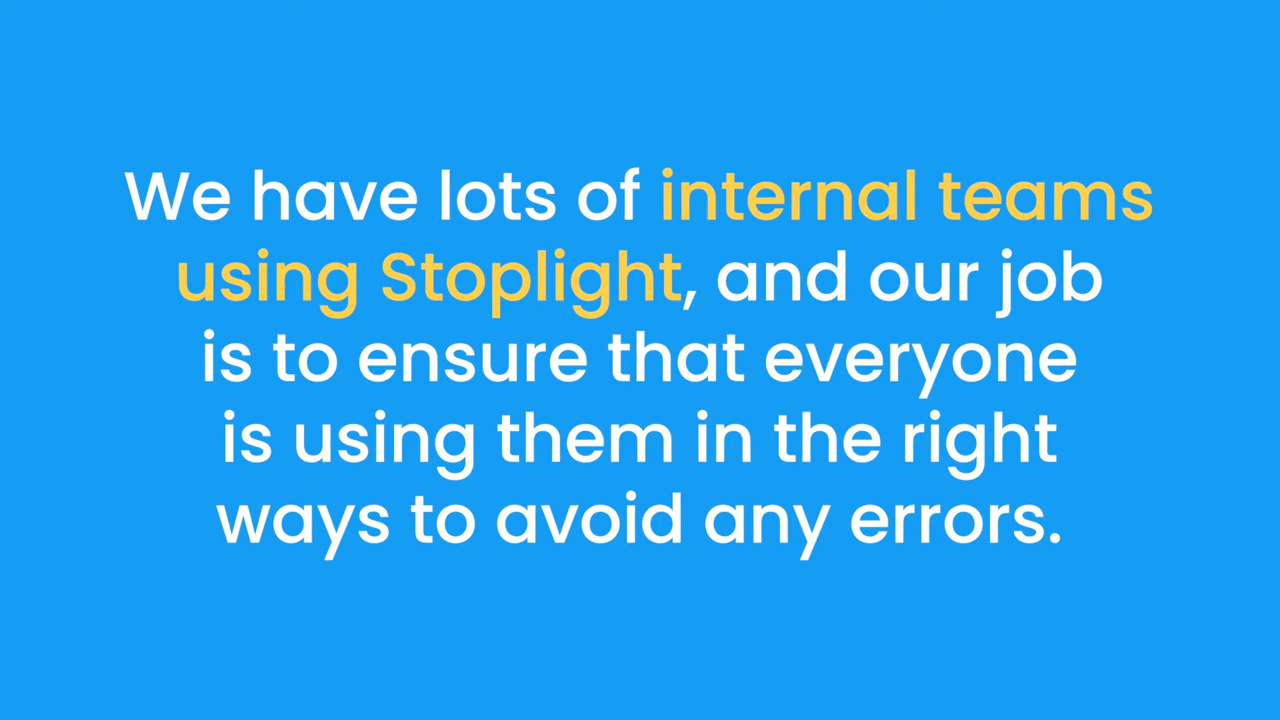 We have lots of internal teams
using Stoplight, and our job
is to ensure that everyone
is using them in the right
ways to avoid any errors.